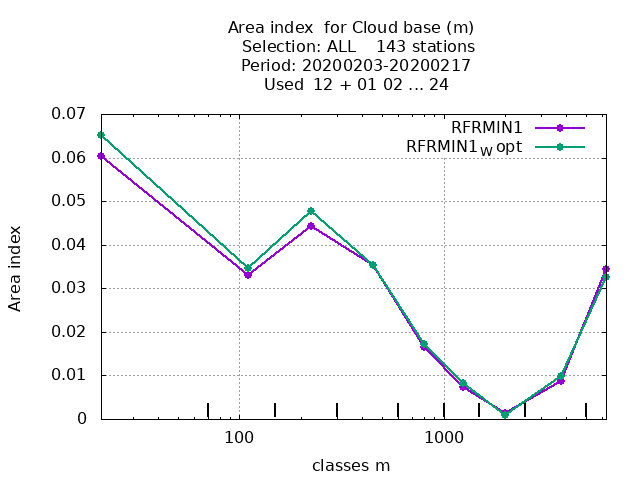 Area index  for Cloud base (m)
Selection: ALL    143 stations
Period: 20200203-20200217
Used 12 + 01 02 ... 24
RFRMIN1
RFRMIN1W opt
0.07
0.06
0.05
0.04
0.03
0.02
0.01
0
Area index
100 1000
classes m